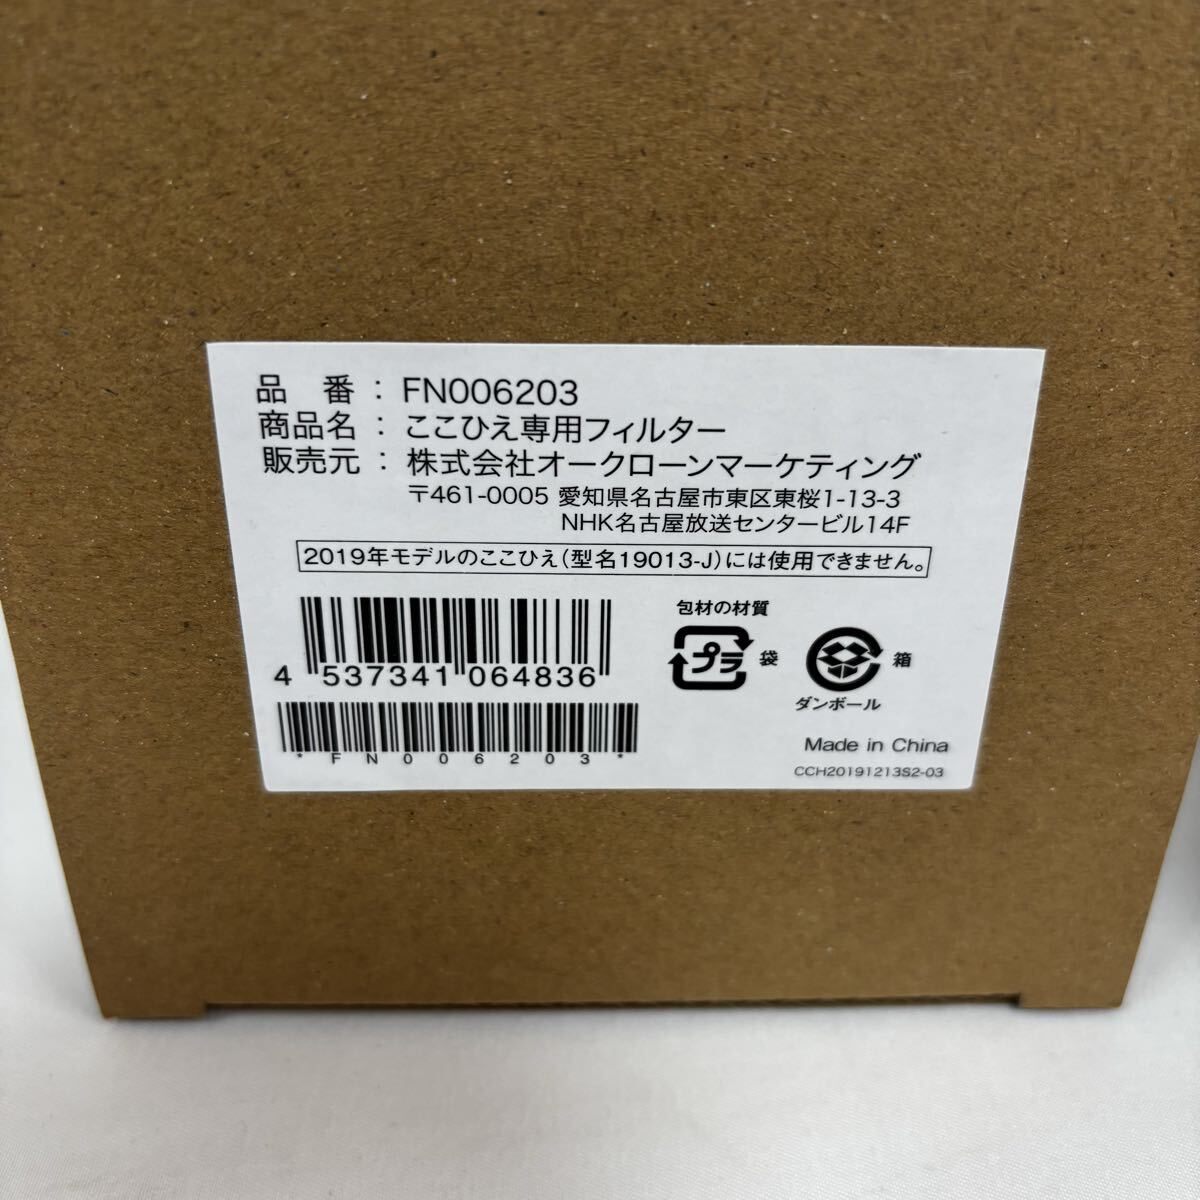 品 番 : FN006203
商品名 : ここひえ専用フィルター
販売元 : 株式会社オークローンマーケティング
〒461-0005 愛知県名古屋市東区東桜1-13-3
NHK名古屋放送センタービル14F
2019年モデルのここひえ(型名19013-J)には使用できません。
包材の材質
プラ 袋 箱
ダンボール
4 537341 064836
*FN006203*
Made in China
CCH20191213S2-03